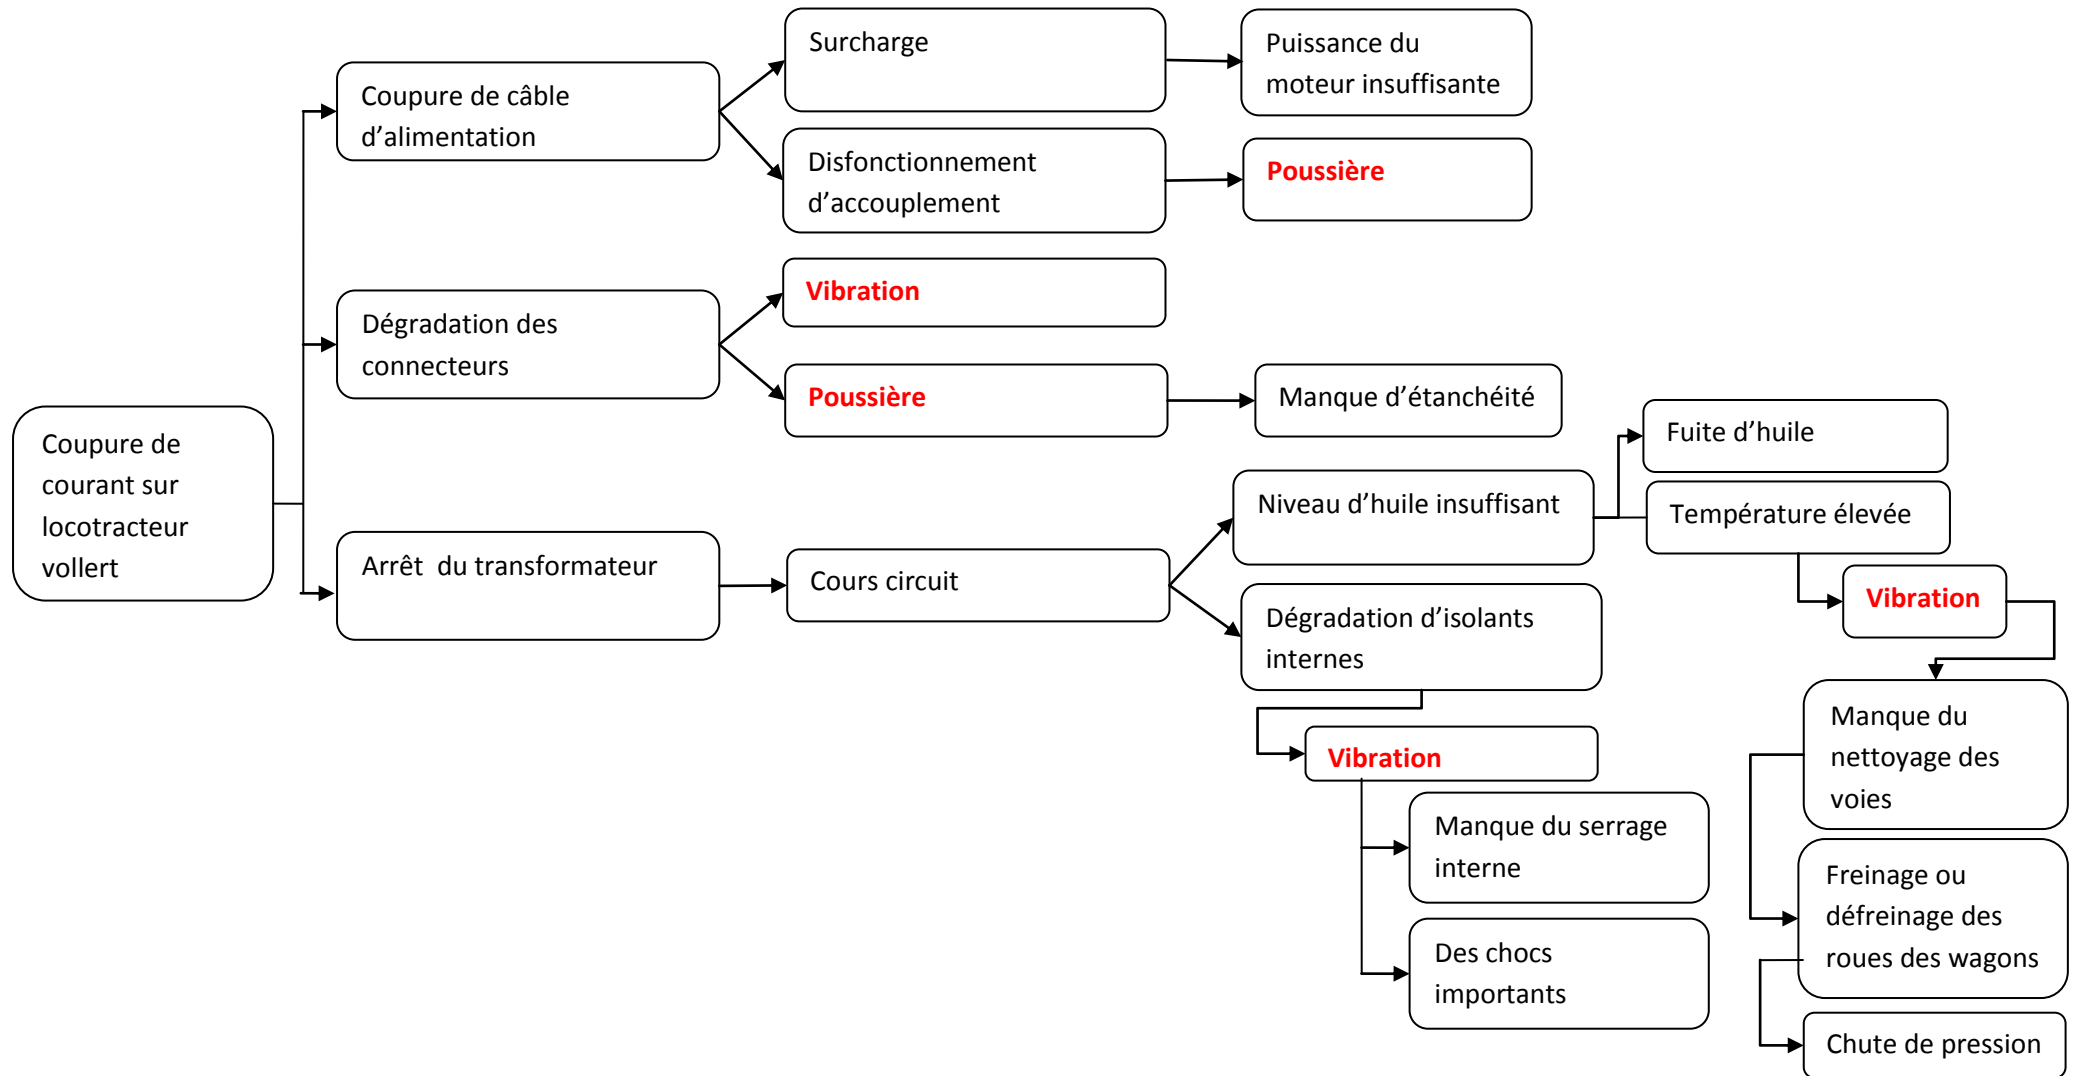 Coupure de
courant sur
locotracteur
vollert
Coupure de câble
d'alimentation
Surcharge
Puissance du
moteur insuffisante
Disfonctionnement
d'accouplement
Poussière
Dégradation des
connecteurs
Vibration
Poussière
Manque d'étanchéité
Arrêt du transformateur
Cours circuit
Niveau d'huile insuffisant
Fuite d'huile
Température élevée
Vibration
Manque du
nettoyage des
voies
Freinage ou
défreinage des
roues des wagons
Chute de pression
Dégradation d'isolants
internes
Vibration
Manque du serrage
interne
Des chocs
importants